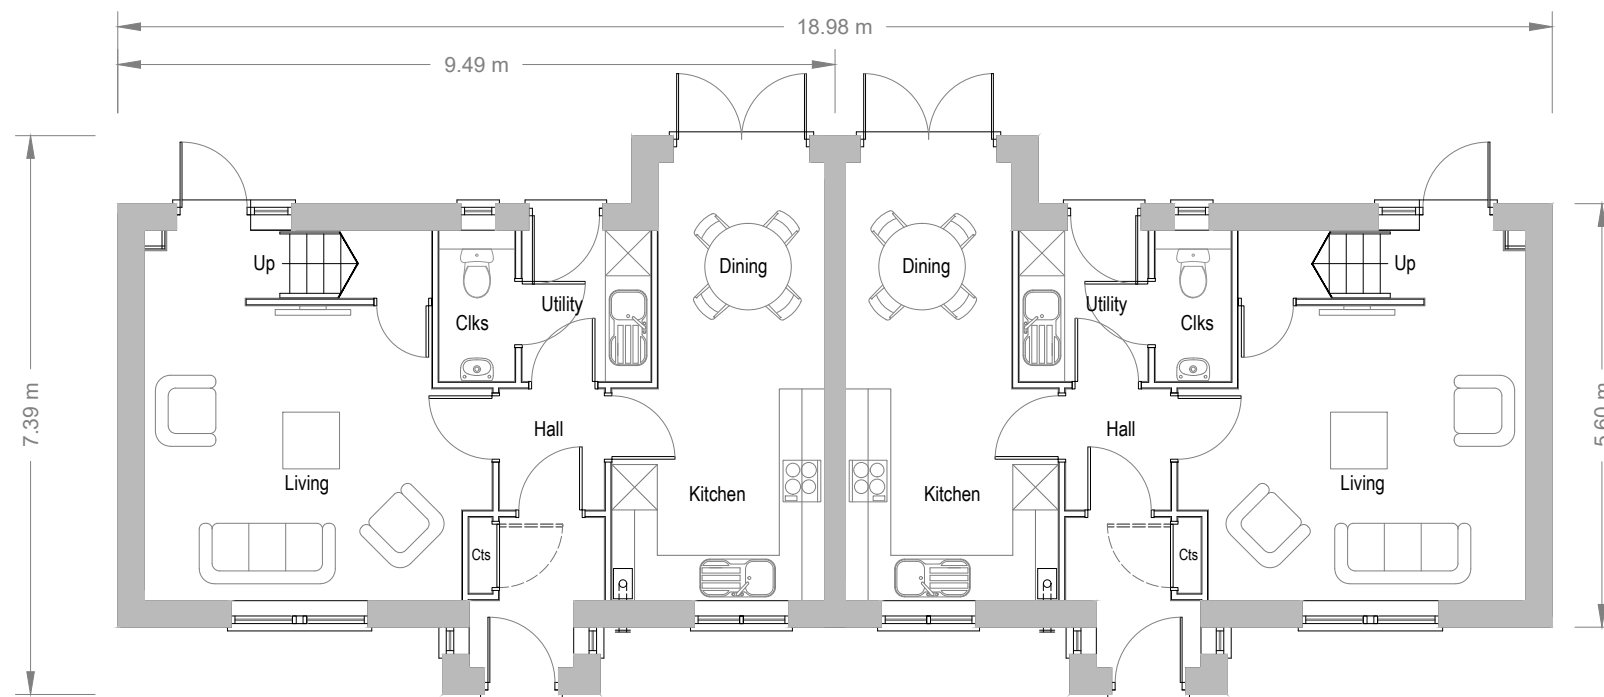 18.98 m
9.49 m
7.39 m
5.60 m
Up
Clks
Utility
Dining
Dining
Utility
Clks
Up
Living
Hall
Kitchen
Kitchen
Hall
Living
Cts
Cts